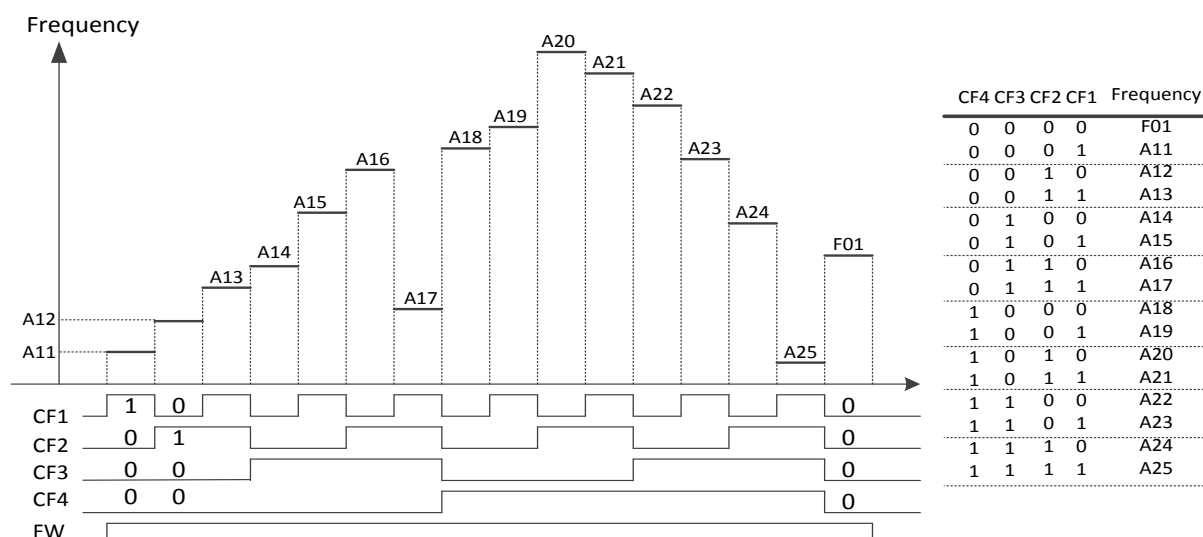 Frequency
A20
A21
A22
A19
A18
A23
A16
A15
A24
A14
F01
A13
A17
A12
A11
A25
CF1 1 0 0
CF2 0 1 0
CF3 0 0 0
CF4 0 0 0
FW
CF4 CF3 CF2 CF1 Frequency
0 0 0 0 F01
0 0 0 1 A11
0 0 1 0 A12
0 0 1 1 A13
0 1 0 0 A14
0 1 0 1 A15
0 1 1 0 A16
0 1 1 1 A17
1 0 0 0 A18
1 0 0 1 A19
1 0 1 0 A20
1 0 1 1 A21
1 1 0 0 A22
1 1 0 1 A23
1 1 1 0 A24
1 1 1 1 A25